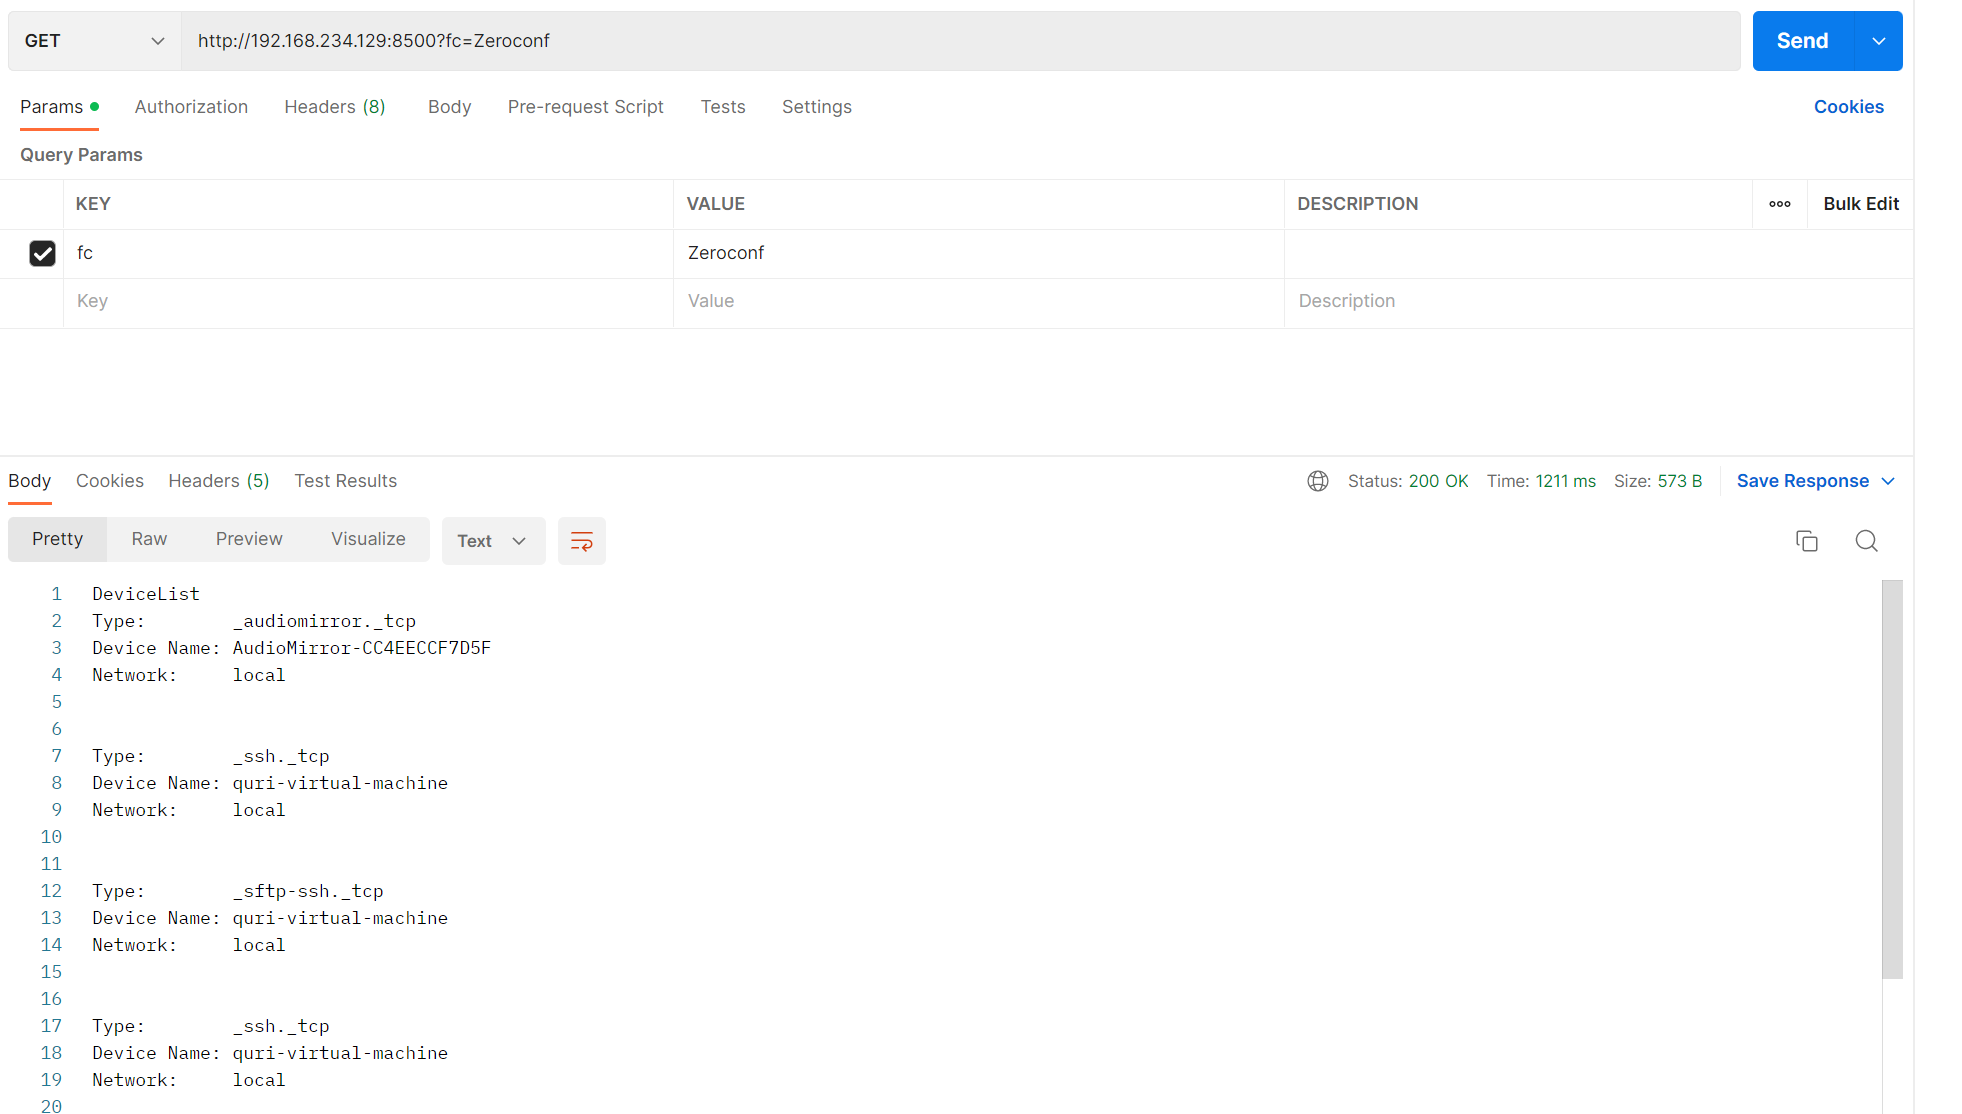 GET http://192.168.234.129:8500?fc=Zeroconf Send
Params Authorization Headers (8) Body Pre-request Script Tests Settings Cookies
Query Params
KEY VALUE DESCRIPTION Bulk Edit
fc Zeroconf
Key Value Description
Body Cookies Headers (5) Test Results Status: 200 OK Time: 1211 ms Size: 573 B Save Response
Pretty Raw Preview Visualize Text
1 DeviceList
2 Type: _audiomirror._tcp
3 Device Name: AudioMirror-CC4EECCF7D5F
4 Network: local
5
6
7 Type: _ssh._tcp
8 Device Name: quri-virtual-machine
9 Network: local
10
11
12 Type: _sftp-ssh._tcp
13 Device Name: quri-virtual-machine
14 Network: local
15
16
17 Type: _ssh._tcp
18 Device Name: quri-virtual-machine
19 Network: local
20